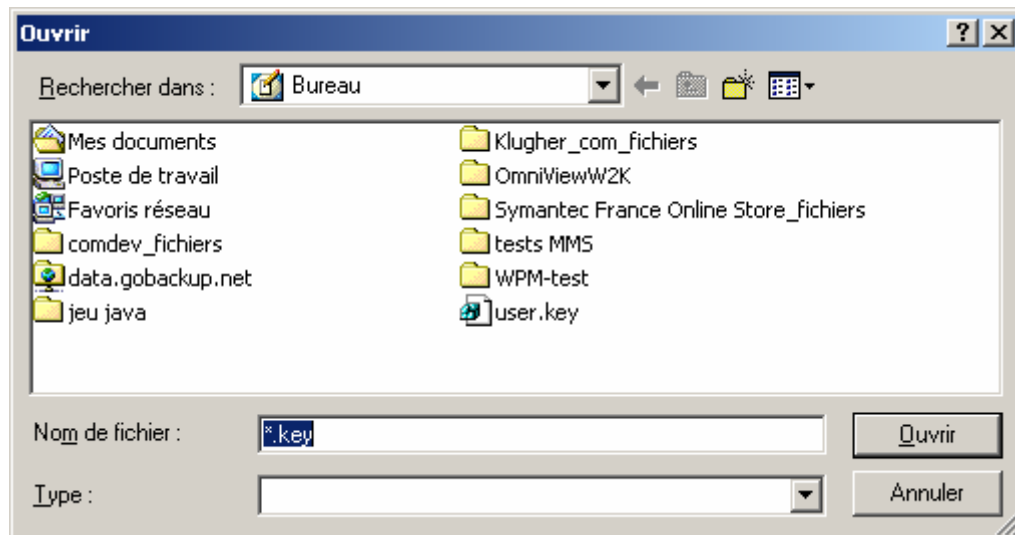 Ouvrir
Rechercher dans :
Bureau
Mes documents
Poste de travail
Favoris réseau
comdev_fichiers
data.gobackup.net
jeu java
Klugher_com_fichiers
OmniViewW2K
Symantec France Online Store_fichiers
tests MMS
WPM-test
user.key
Nom de fichier :
*.key
Ouvrir
Type :
Annuler